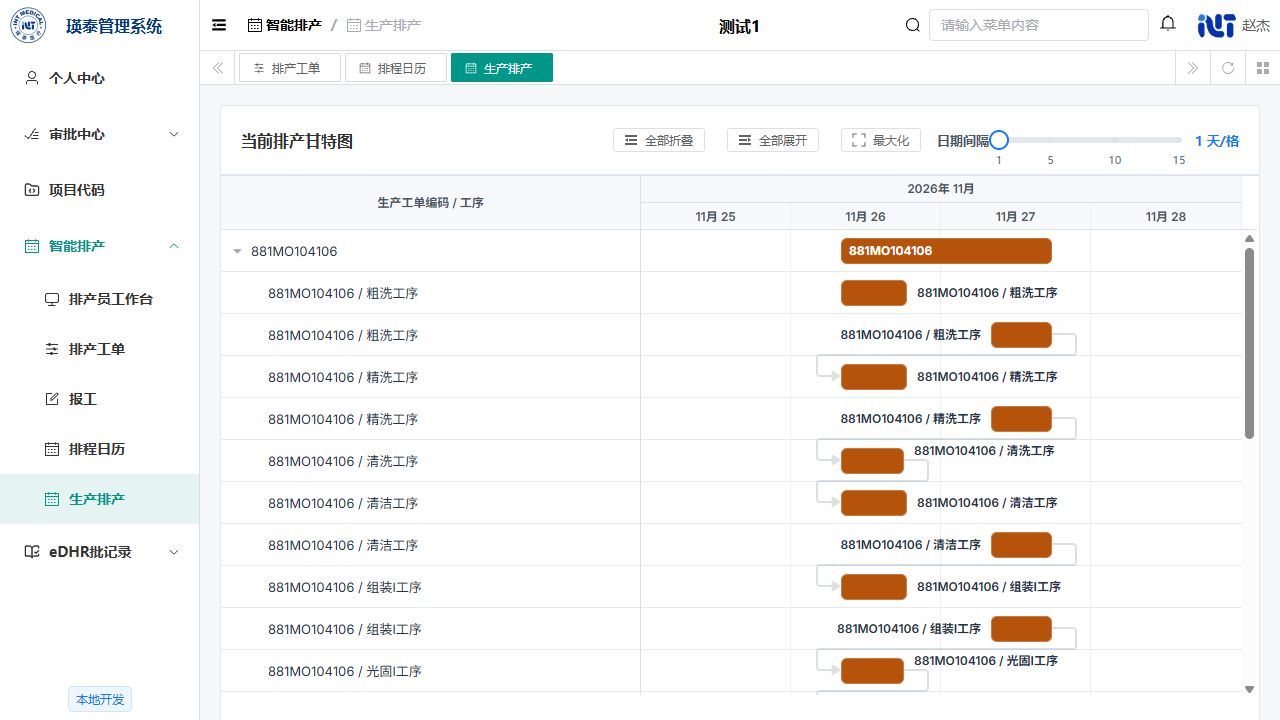 瑛泰管理系统
智能排产 / 生产排产
测试1
请输入菜单内容
赵杰
个人中心
审批中心
项目代码
智能排产
排产员工作台
排产工单
报工
排程日历
生产排产
eDHR批记录
本地开发
排产工单
排程日历
生产排产
当前排产甘特图
全部折叠
全部展开
最大化
日期间隔
1 5 10 15
1 天/格
生产工单编码 / 工序
2026年 11月
11月 25 11月 26 11月 27 11月 28
881MO104106 881MO104106
881MO104106 / 粗洗工序 881MO104106 / 粗洗工序
881MO104106 / 粗洗工序 881MO104106 / 粗洗工序
881MO104106 / 精洗工序 881MO104106 / 精洗工序
881MO104106 / 精洗工序 881MO104106 / 精洗工序
881MO104106 / 清洗工序 881MO104106 / 清洗工序
881MO104106 / 清洁工序 881MO104106 / 清洁工序
881MO104106 / 清洁工序 881MO104106 / 清洁工序
881MO104106 / 组装I工序 881MO104106 / 组装I工序
881MO104106 / 组装I工序 881MO104106 / 组装I工序
881MO104106 / 光固I工序 881MO104106 / 光固I工序